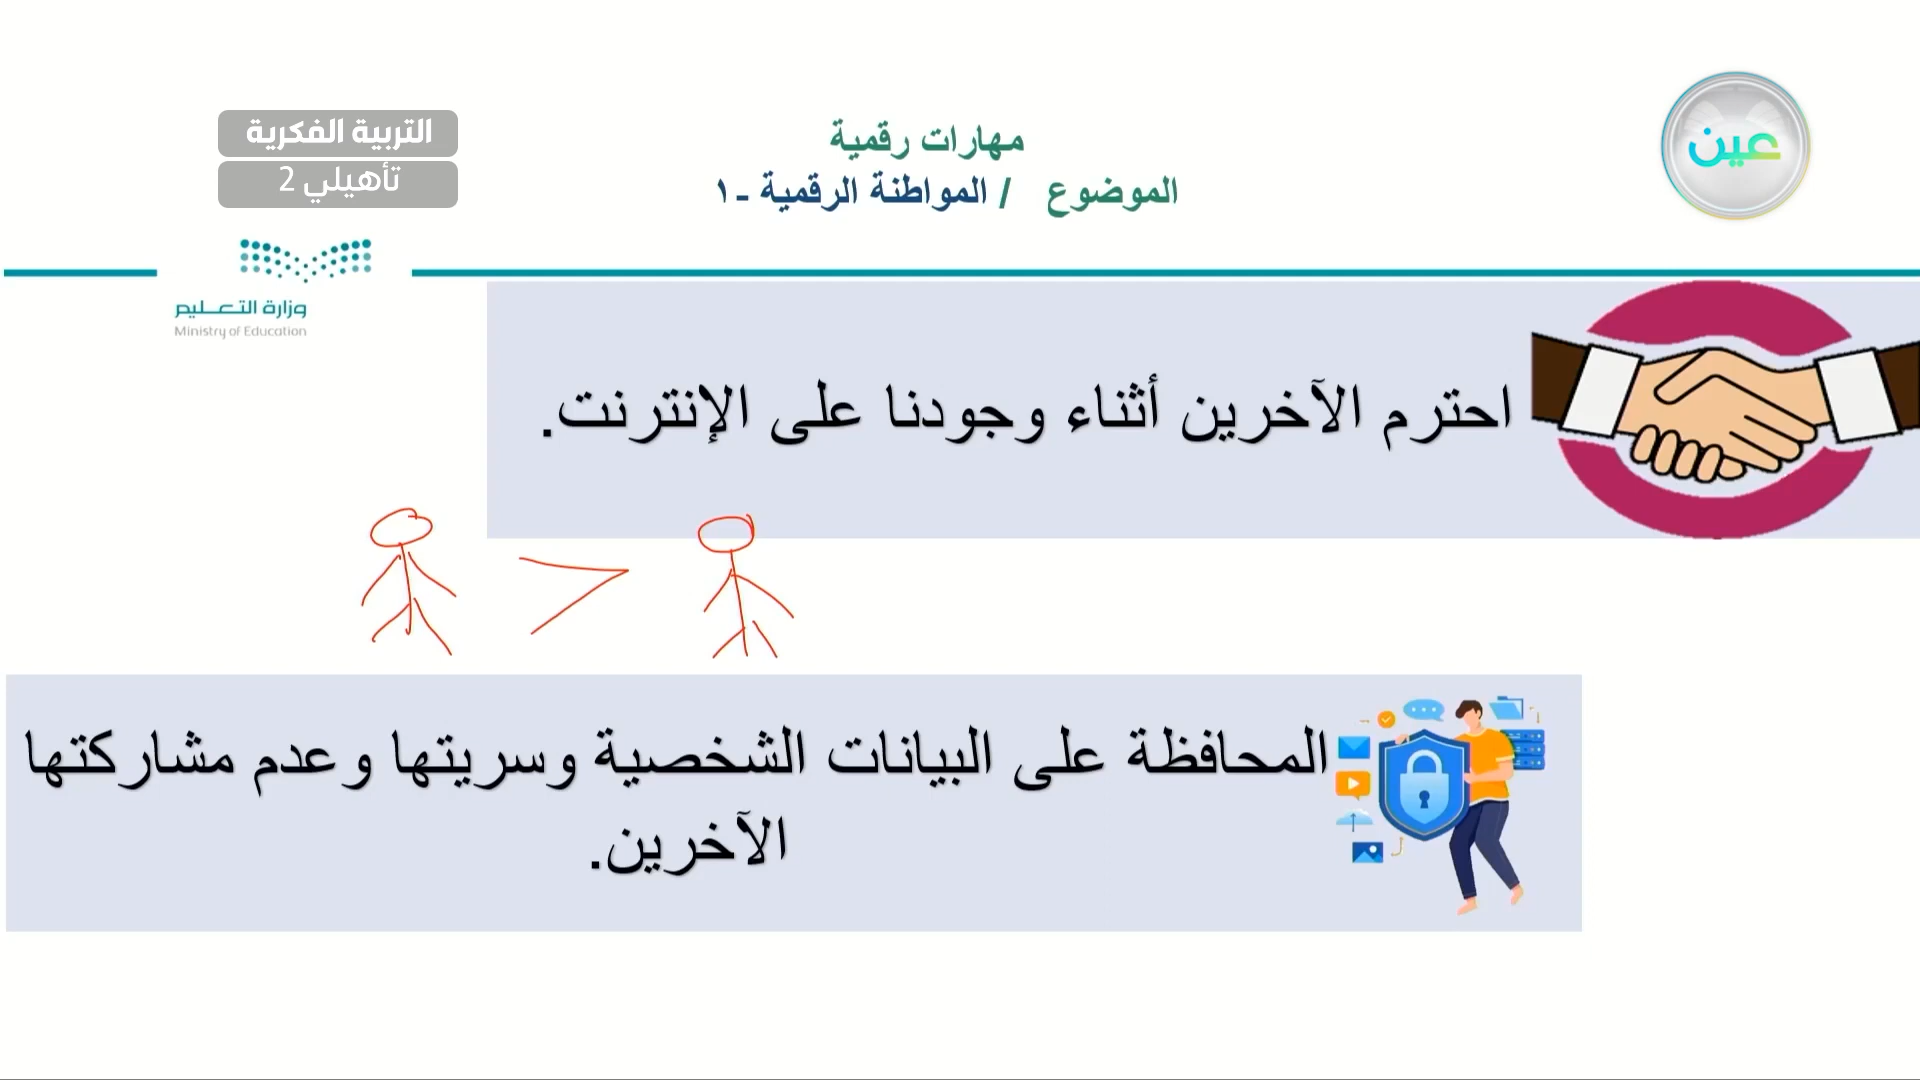 عين
مهارات رقمية
الموضوع / المواطنة الرقمية -١
التربية الفكرية
تأهيلي 2
وزارة التعليم
Ministry of Education
احترم الآخرين أثناء وجودنا على الإنترنت.
المحافظة على البيانات الشخصية وسريتها وعدم مشاركتها
الآخرين.